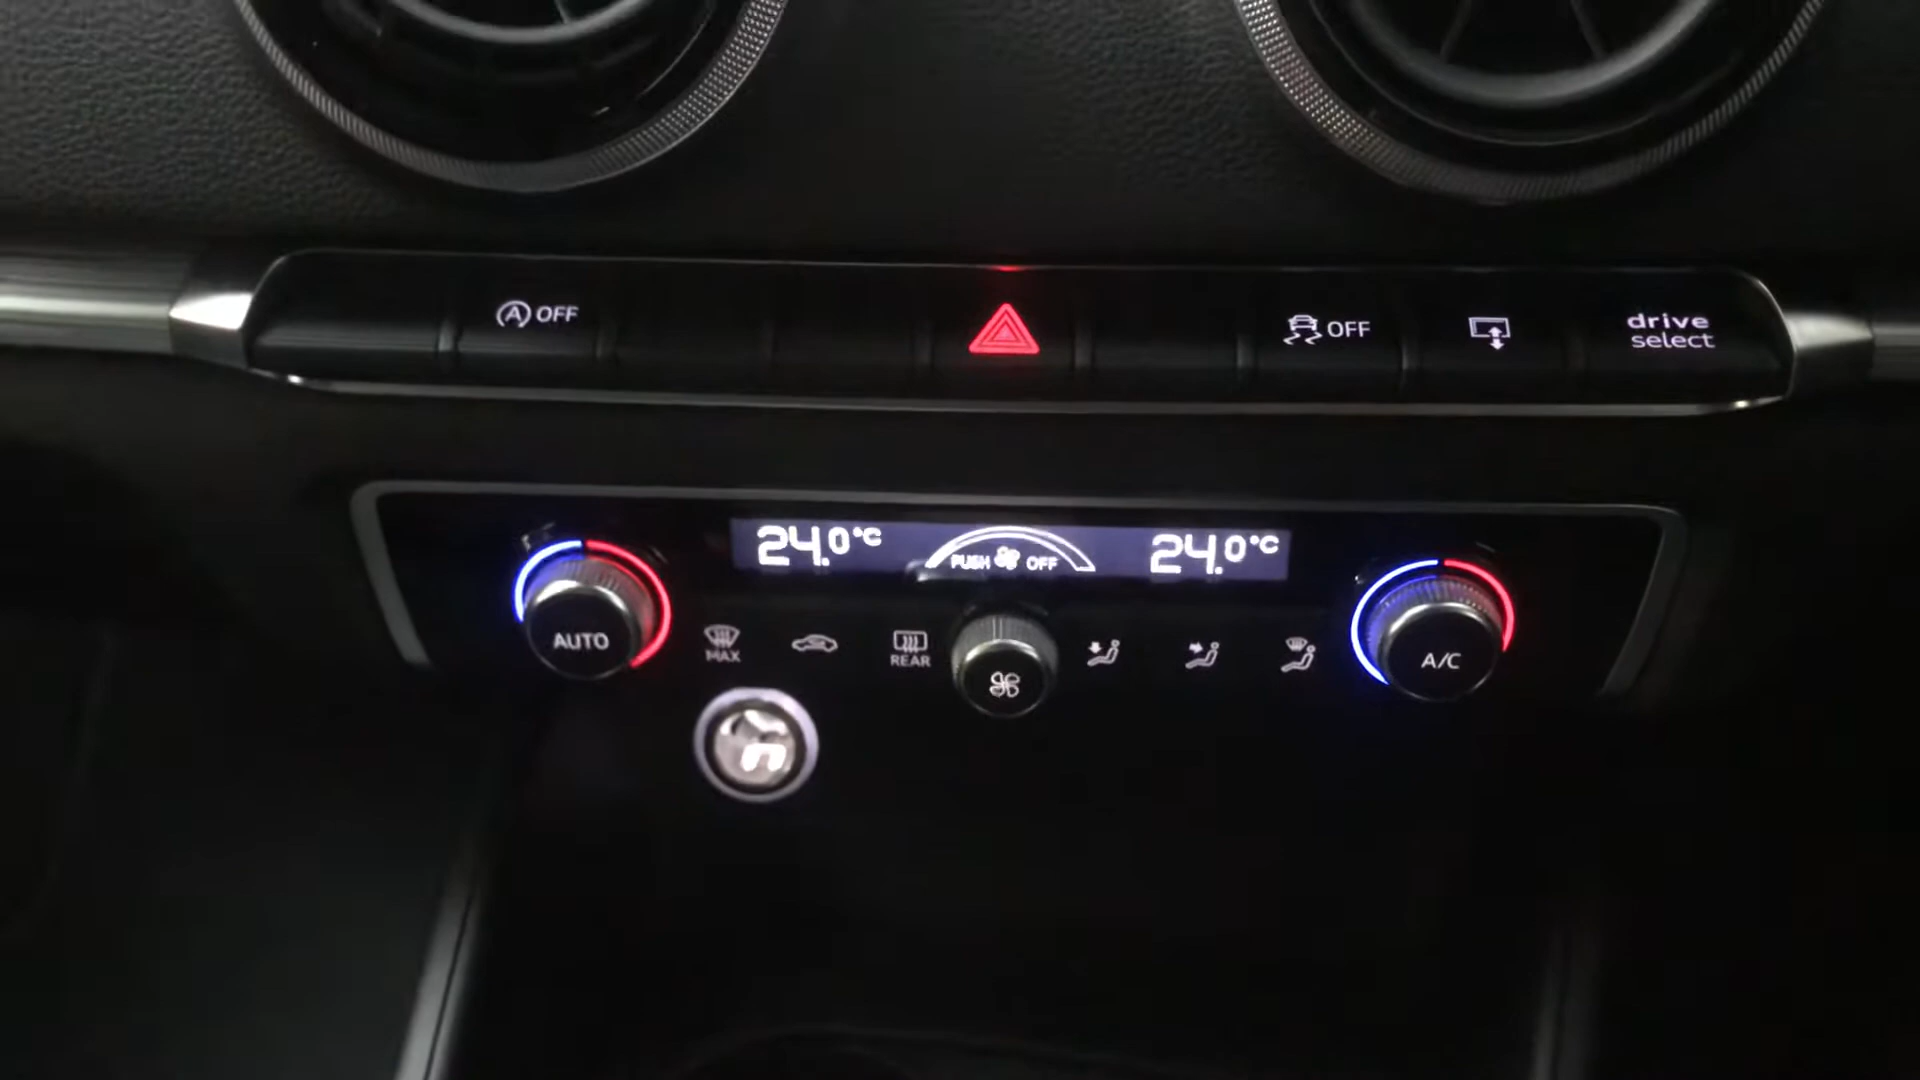 A OFF
OFF
drive
select
24.0°C
PUSH OFF
24.0°C
AUTO
MAX
REAR
A/C